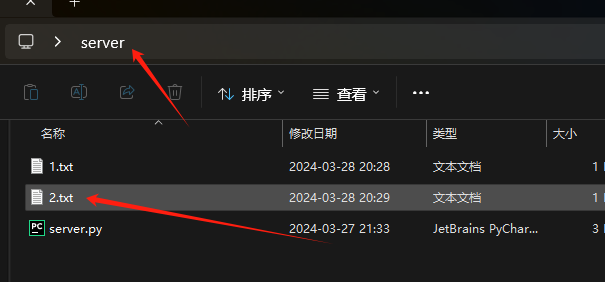 server
排序 查看
名称 修改日期 类型 大小
1.txt 2024-03-28 20:28 文本文档 1
2.txt 2024-03-28 20:29 文本文档 1
server.py 2024-03-27 21:33 JetBrains PyChar... 3